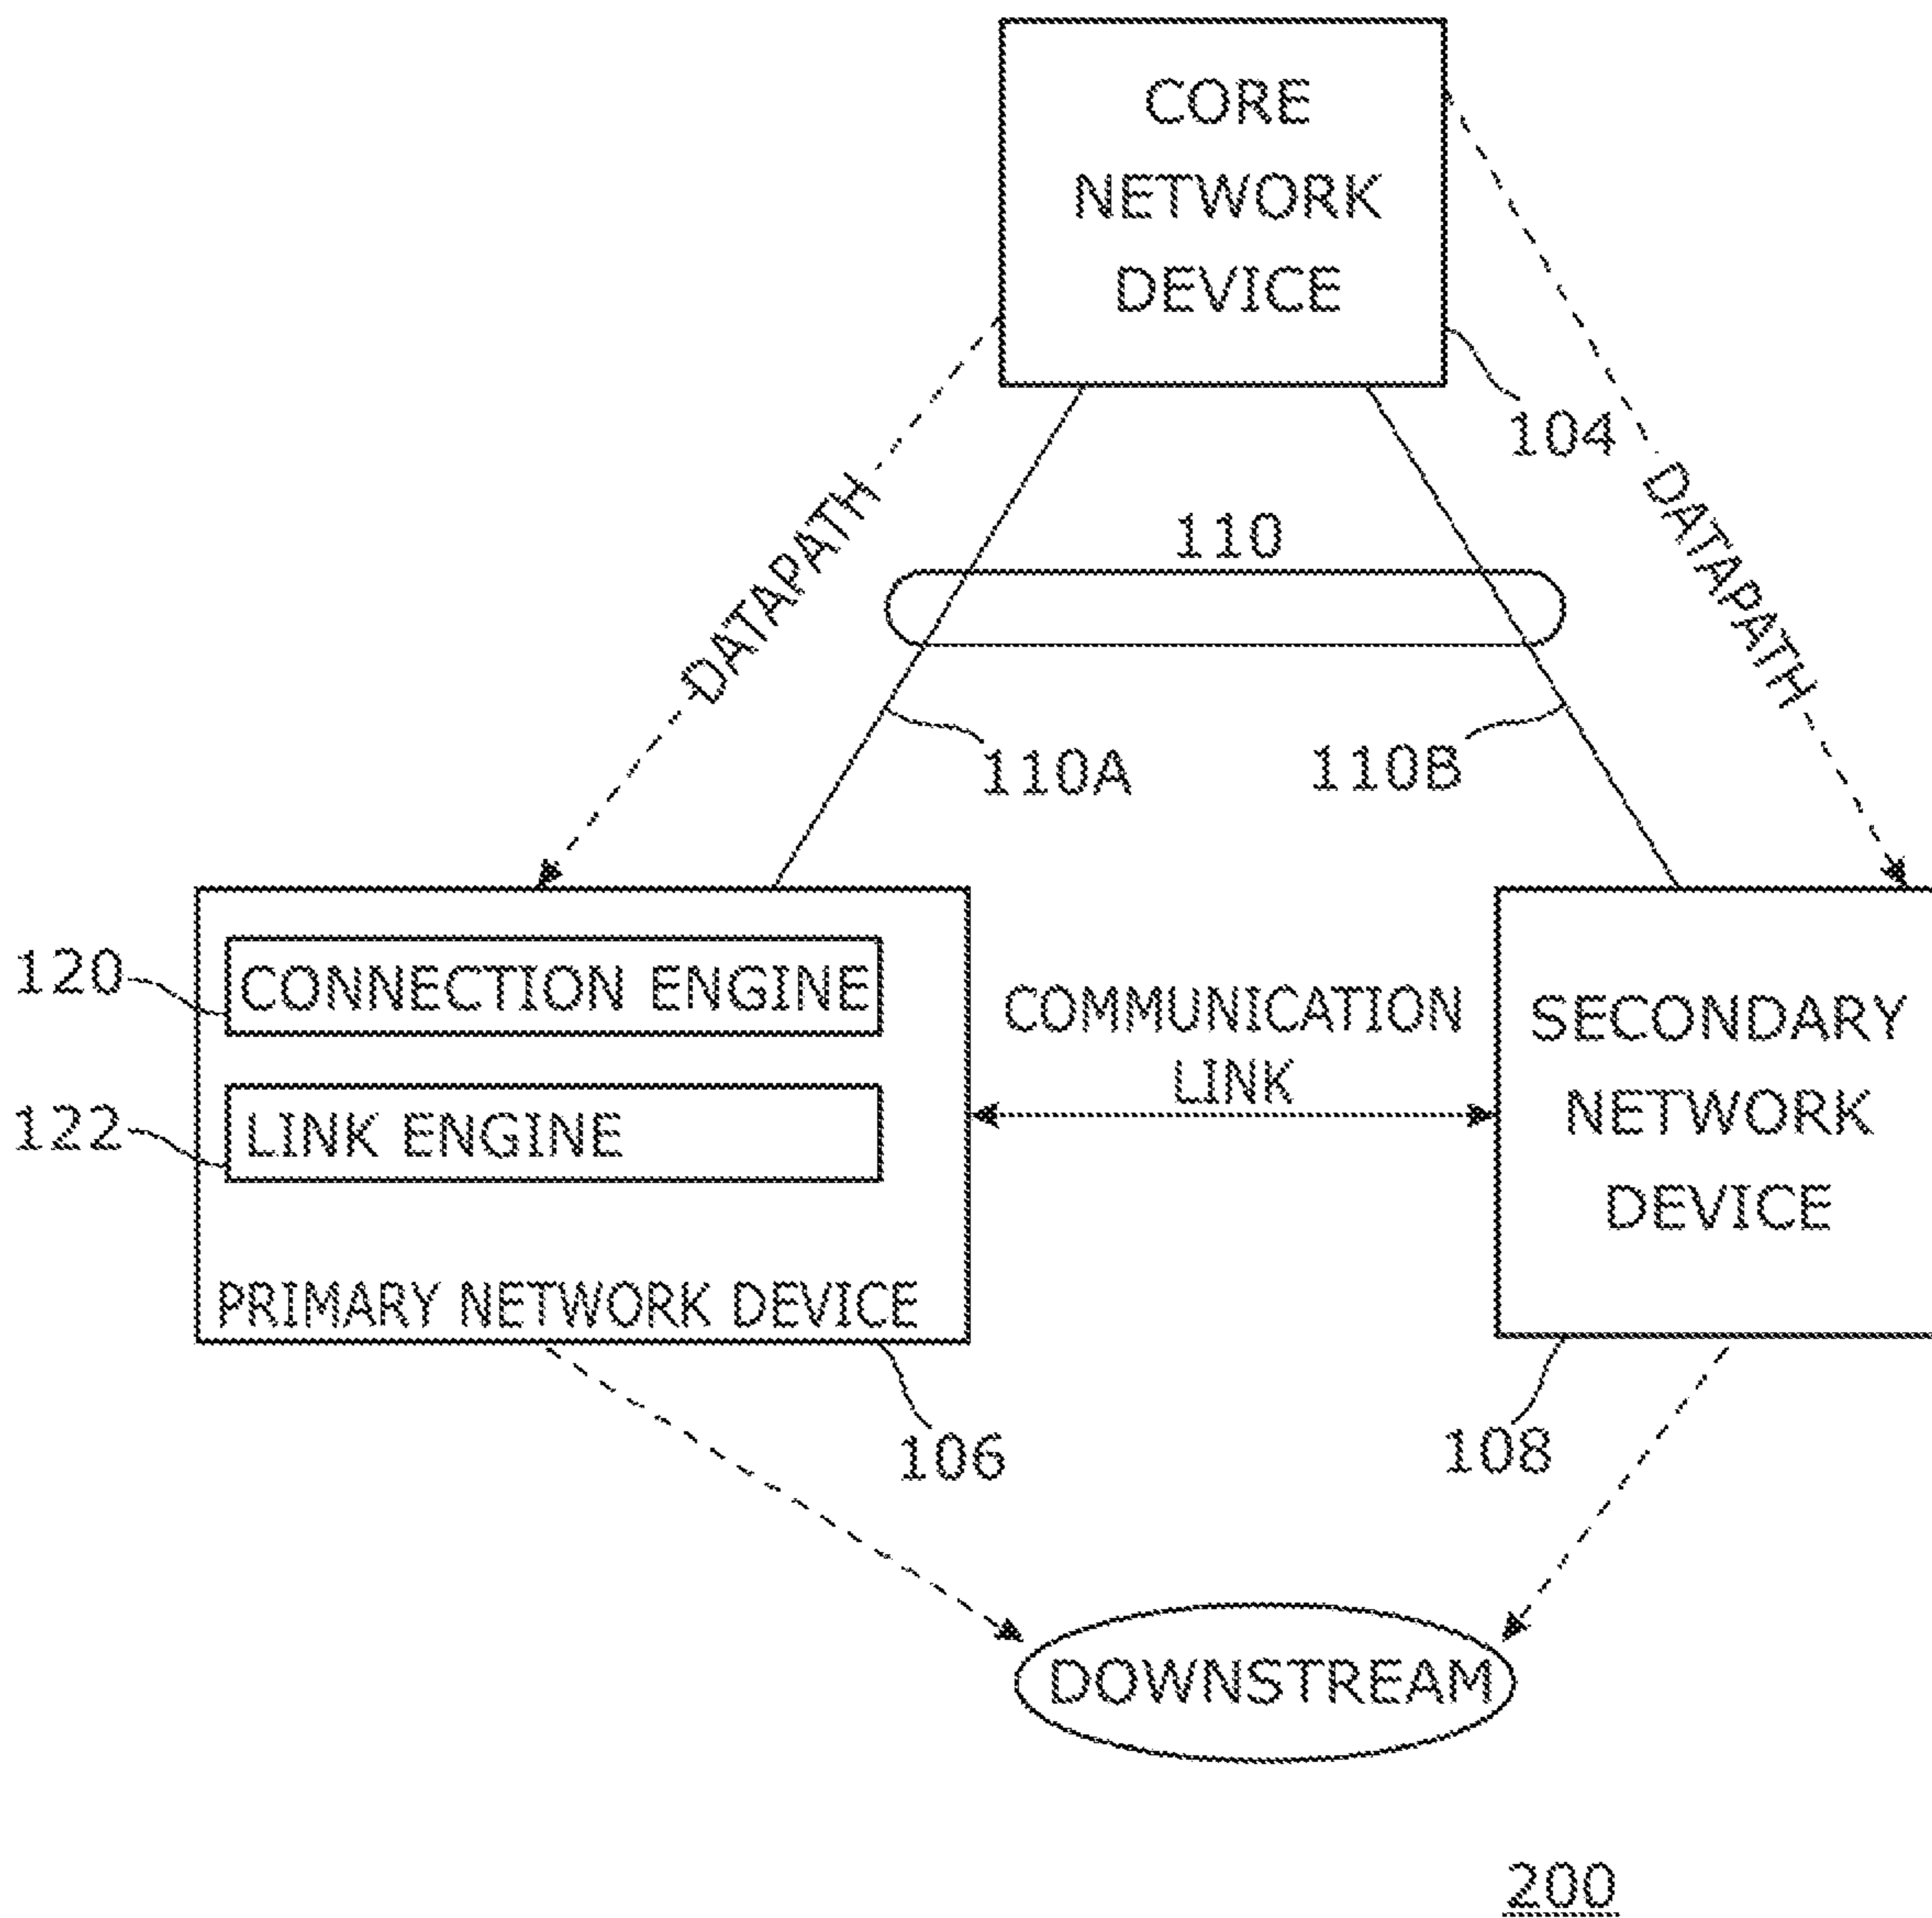 CORE
NETWORK
DEVICE
104
DATAPATH
DATAPATH
110
110A
110B
120
CONNECTION ENGINE
122
LINK ENGINE
PRIMARY NETWORK DEVICE
106
COMMUNICATION
LINK
SECONDARY
NETWORK
DEVICE
108
DOWNSTREAM
200